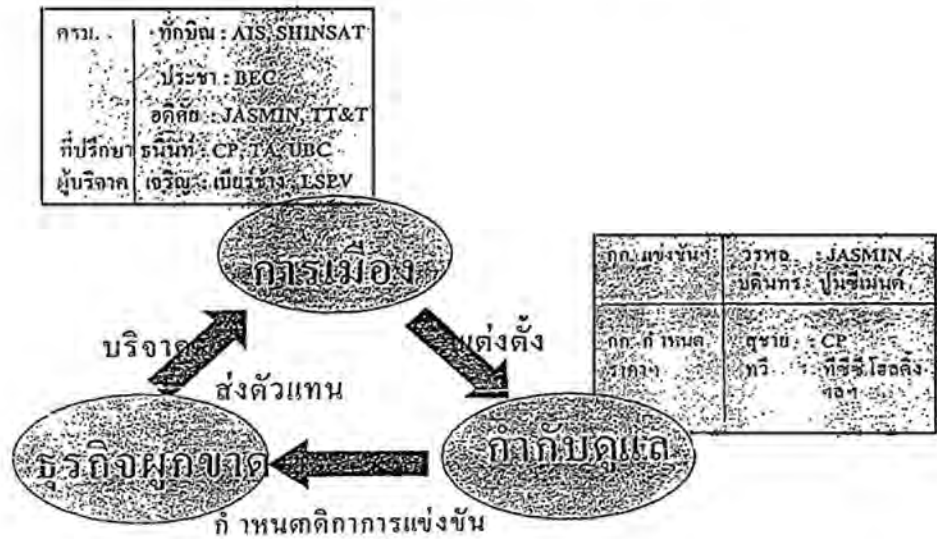 ครม. ทักษิณ : AIS, SHINSAT
ประชา : BEC
อดิศัย : JASMIN, TT&T
ที่ปรึกษา ธนินท์ : CP, TA, UBC
ผู้บริจาค เจริญ : เบียร์ช้าง,
การเมือง
กก. แข่งขันฯ วรพล : JASMIN
บดินทร์ : ปูนซีเมนต์
กก. กำหนด สุชาย : CP
ราคาฯ ทวี : ทีซีซี.โฮลดิ้ง
ฯลฯ
บริจาค
แต่งตั้ง
ส่งตัวแทน
ธุรกิจผูกขาด
กำกับดูแล
กำหนดกติกาการแข่งขัน